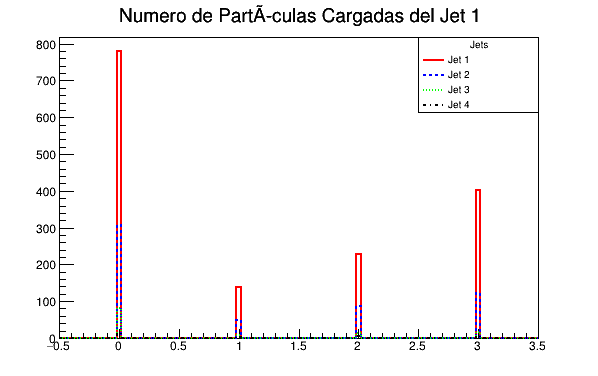 Numero de PartÃ-culas Cargadas del Jet 1
Jets
Jet 1
Jet 2
Jet 3
Jet 4
800
700
600
500
400
300
200
100
0
−0.5 0 0.5 1 1.5 2 2.5 3 3.5